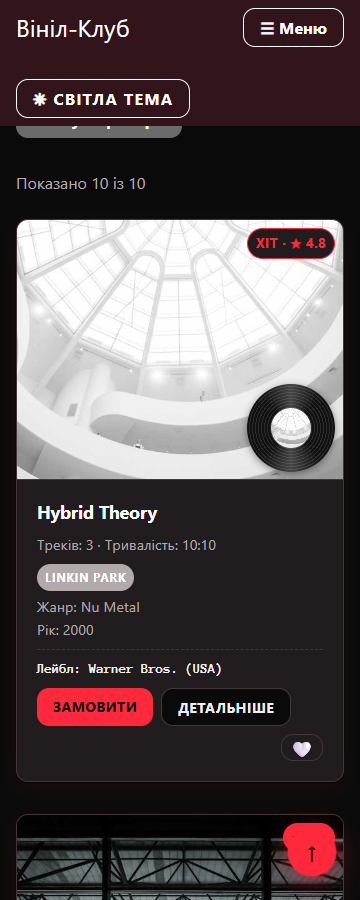 Вініл-Клуб
☰ Меню
☀ СВІТЛА ТЕМА
Показано 10 із 10
ХІТ · ★ 4.8
Hybrid Theory
Треків: 3 · Тривалість: 10:10
LINKIN PARK
Жанр: Nu Metal
Рік: 2000
Лейбл: Warner Bros. (USA)
ЗАМОВИТИ
ДЕТАЛЬНІШЕ
↑